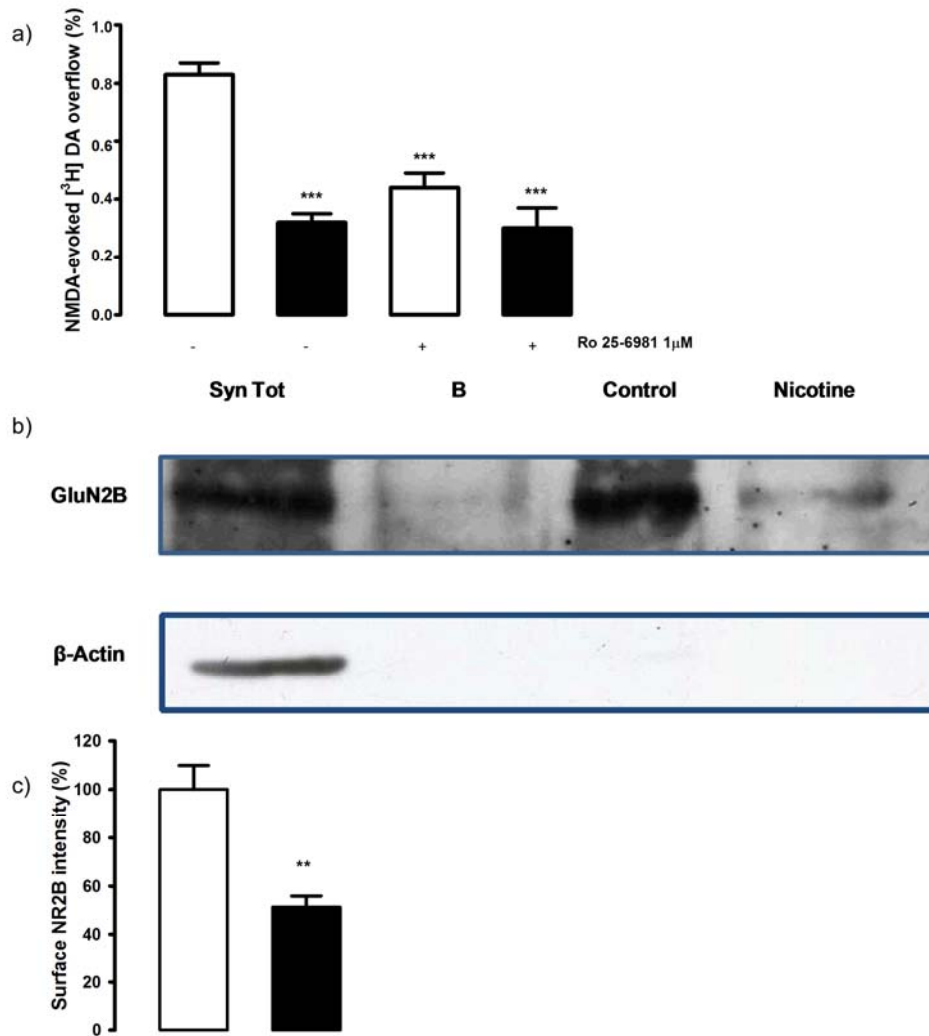 a)
NMDA-evoked [³H] DA overflow (%)
1.0
0.8
0.6
0.4
0.2
0.0
***
***
***
- - + + Ro 25-6981 1μM
Syn Tot B Control Nicotine
b)
GluN2B
β-Actin
c)
Surface NR2B intensity (%)
120
100
80
60
40
20
0
**